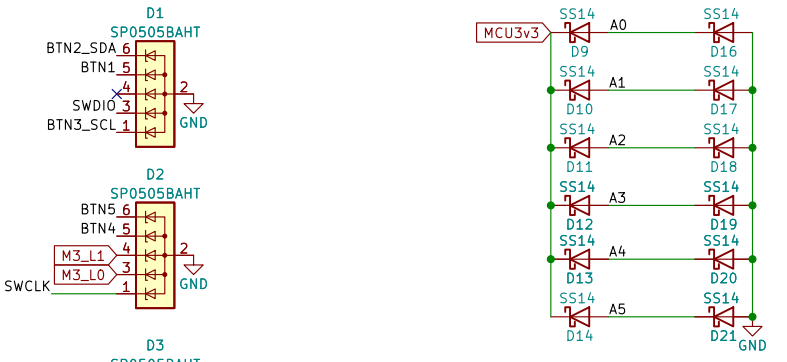 D1
SP0505BAHT
BTN2_SDA 6
BTN1 5
4
2
SWDIO 3
BTN3_SCL 1
GND
D2
SP0505BAHT
BTN5 6
BTN4 5
M3_L1 4
2
M3_L0 3
SWCLK 1
GND
D3
SP0505BAHT
MCU3v3
SS14
A0
SS14
D9
D16
SS14
A1
SS14
D10
D17
SS14
A2
SS14
D11
D18
SS14
A3
SS14
D12
D19
SS14
A4
SS14
D13
D20
SS14
A5
SS14
D14
D21
GND